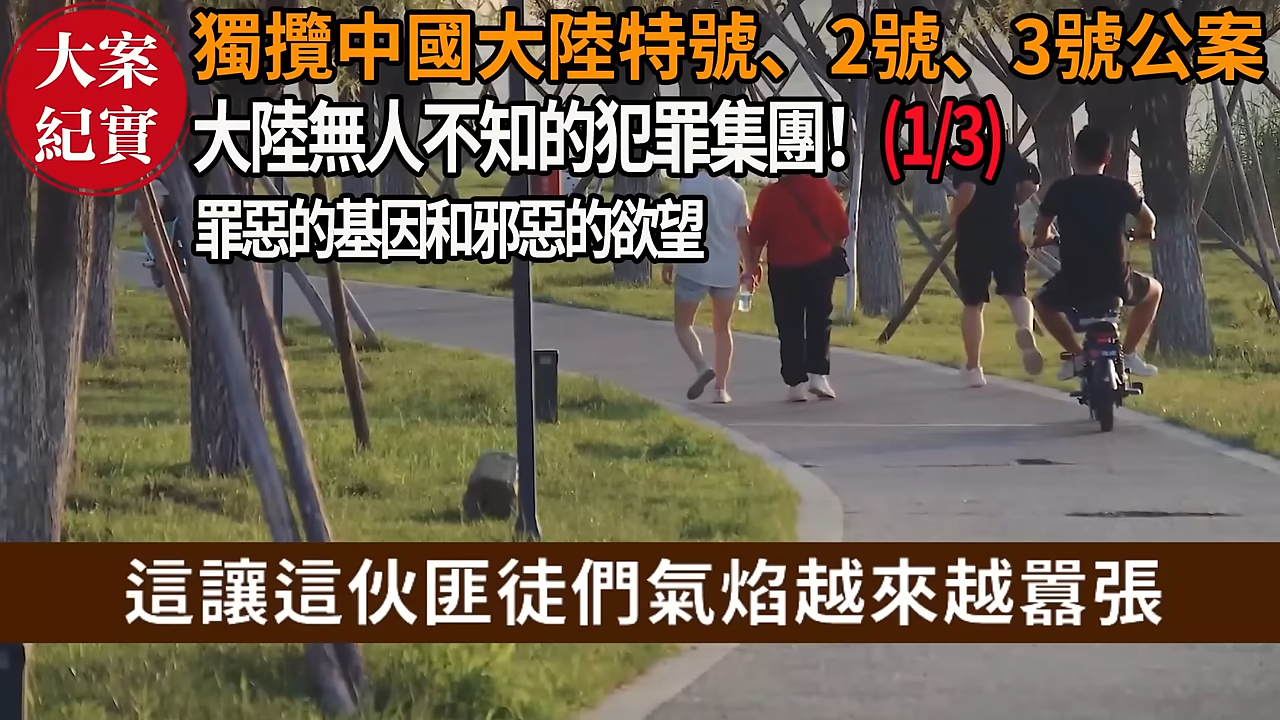 大案
紀實
獨攬中國大陸特號、2號、3號公案
大陸無人不知的犯罪集團!(1/3)
罪惡的基因和邪惡的欲望
這讓這伙匪徒們氣焰越來越囂張